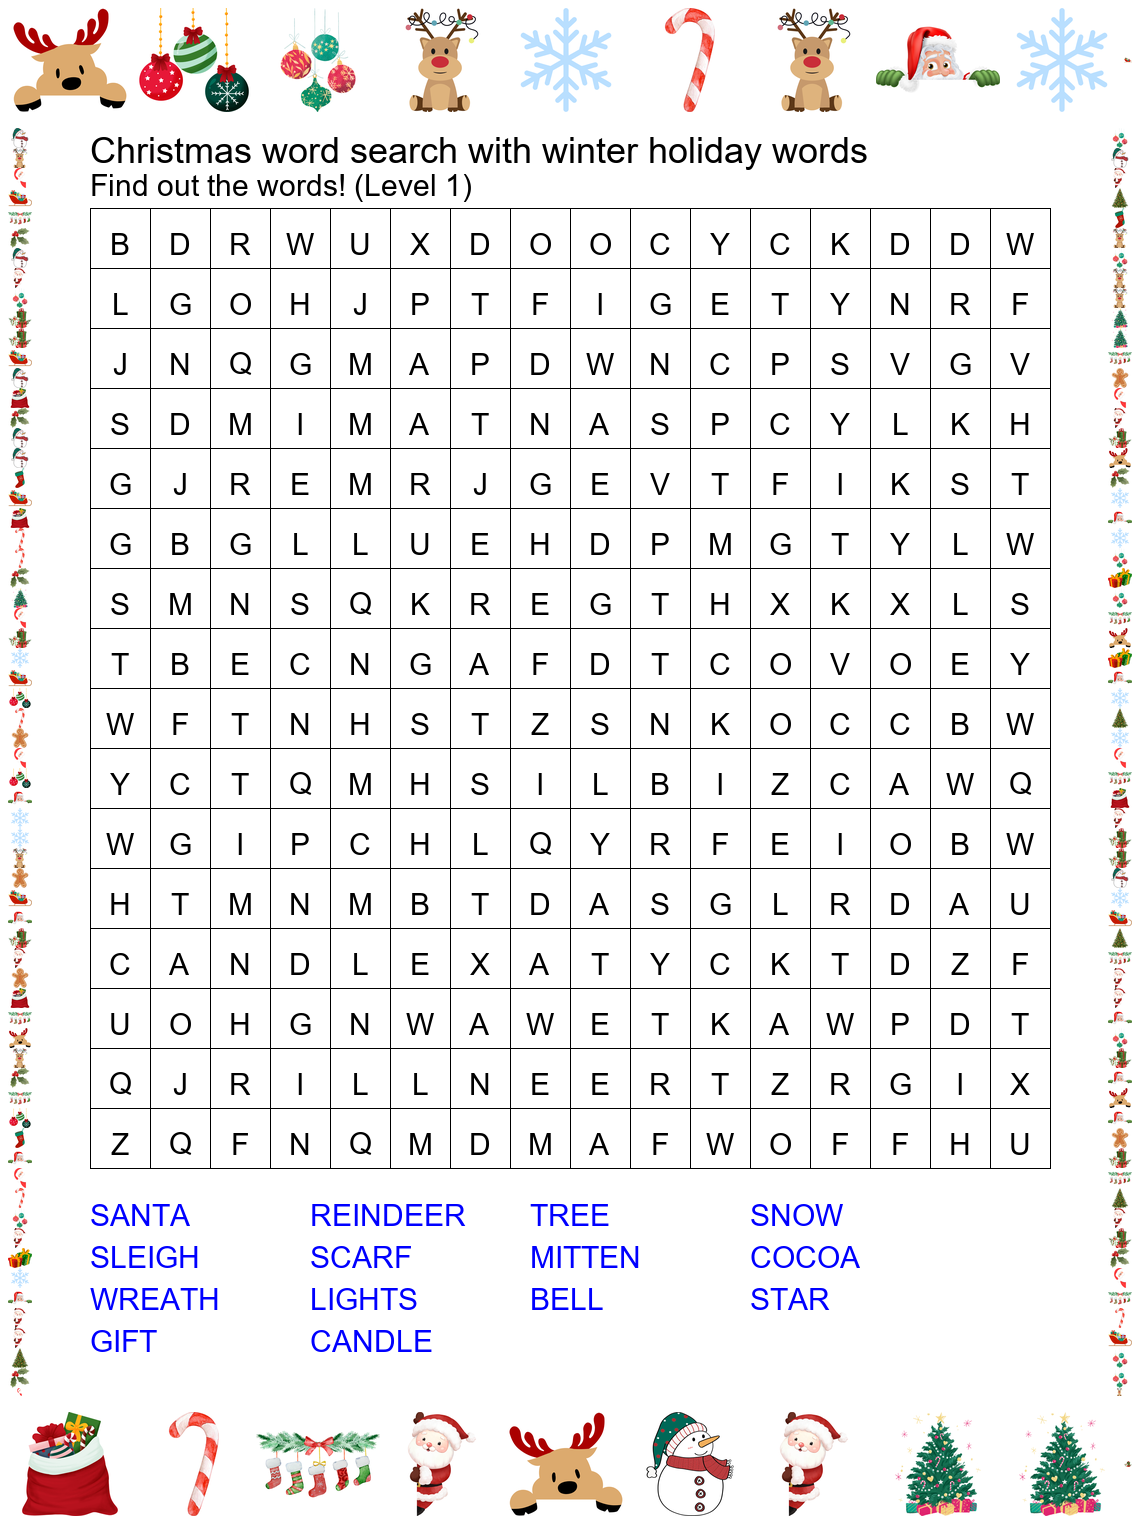 Christmas word search with winter holiday words
Find out the words! (Level 1)
B D R W U X D O O C Y C K D D W
L G O H J P T F I G E T Y N R F
J N Q G M A P D W N C P S V G V
S D M I M A T N A S P C Y L K H
G J R E M R J G E V T F I K S T
G B G L L U E H D P M G T Y L W
S M N S Q K R E G T H X K X L S
T B E C N G A F D T C O V O E Y
W F T N H S T Z S N K O C C B W
Y C T Q M H S I L B I Z C A W Q
W G I P C H L Q Y R F E I O B W
H T M N M B T D A S G L R D A U
C A N D L E X A T Y C K T D Z F
U O H G N W A W E T K A W P D T
Q J R I L L N E E R T Z R G I X
Z Q F N Q M D M A F W O F F H U
SANTA REINDEER TREE SNOW
SLEIGH SCARF MITTEN COCOA
WREATH LIGHTS BELL STAR
GIFT CANDLE